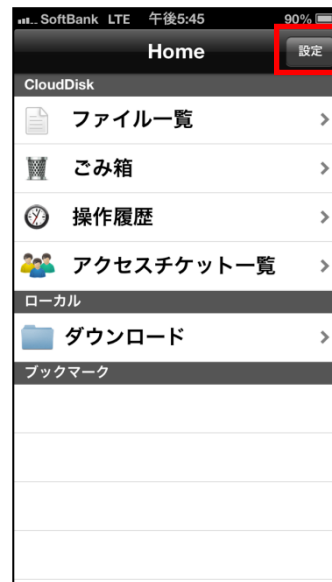 SoftBank LTE 午後5:45 90%
Home 設定
CloudDisk
ファイル一覧
ごみ箱
操作履歴
アクセスチケット一覧
ローカル
ダウンロード
ブックマーク